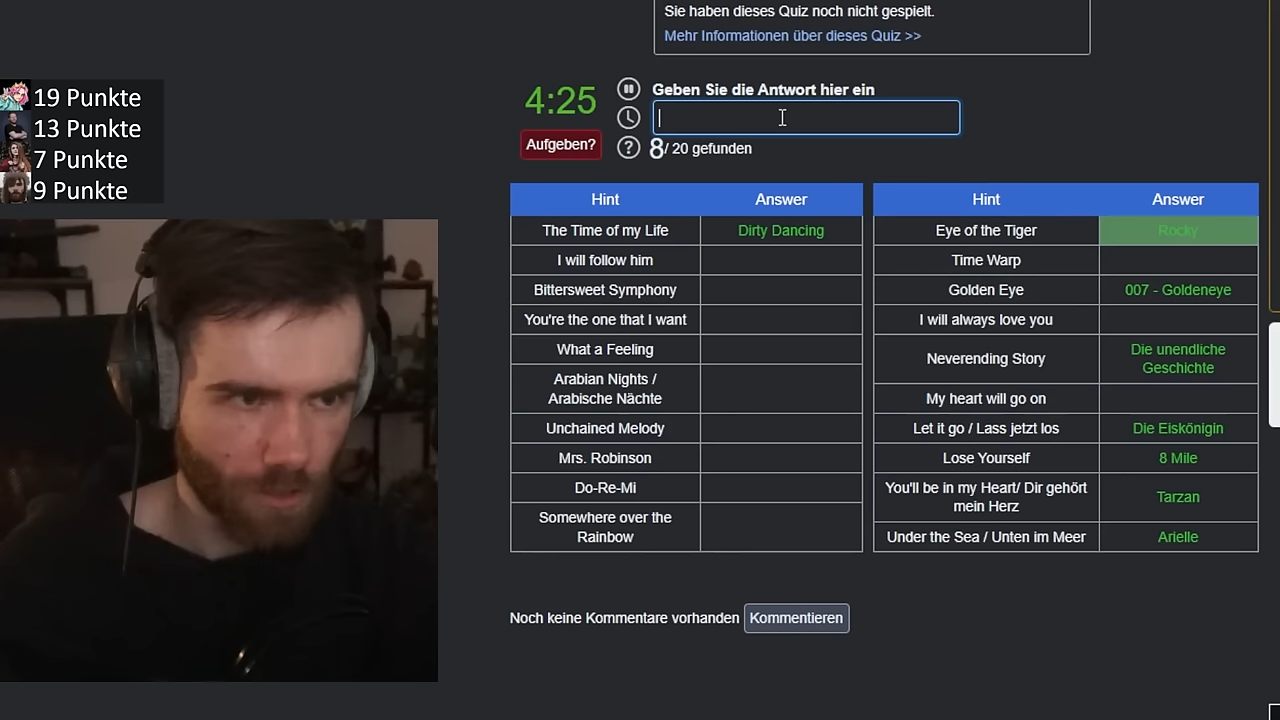 Sie haben dieses Quiz noch nicht gespielt.
Mehr Informationen über dieses Quiz >>
19 Punkte
13 Punkte
7 Punkte
9 Punkte
4:25
Aufgeben?
Geben Sie die Antwort hier ein
8/ 20 gefunden
Hint Answer
The Time of my Life Dirty Dancing
I will follow him
Bittersweet Symphony
You're the one that I want
What a Feeling
Arabian Nights /
Arabische Nächte
Unchained Melody
Mrs. Robinson
Do-Re-Mi
Somewhere over the
Rainbow
Hint Answer
Eye of the Tiger Rocky
Time Warp
Golden Eye 007 - Goldeneye
I will always love you
Neverending Story Die unendliche
Geschichte
My heart will go on
Let it go / Lass jetzt los Die Eiskönigin
Lose Yourself 8 Mile
You'll be in my Heart/ Dir gehört
mein Herz Tarzan
Under the Sea / Unten im Meer Arielle
Noch keine Kommentare vorhanden Kommentieren